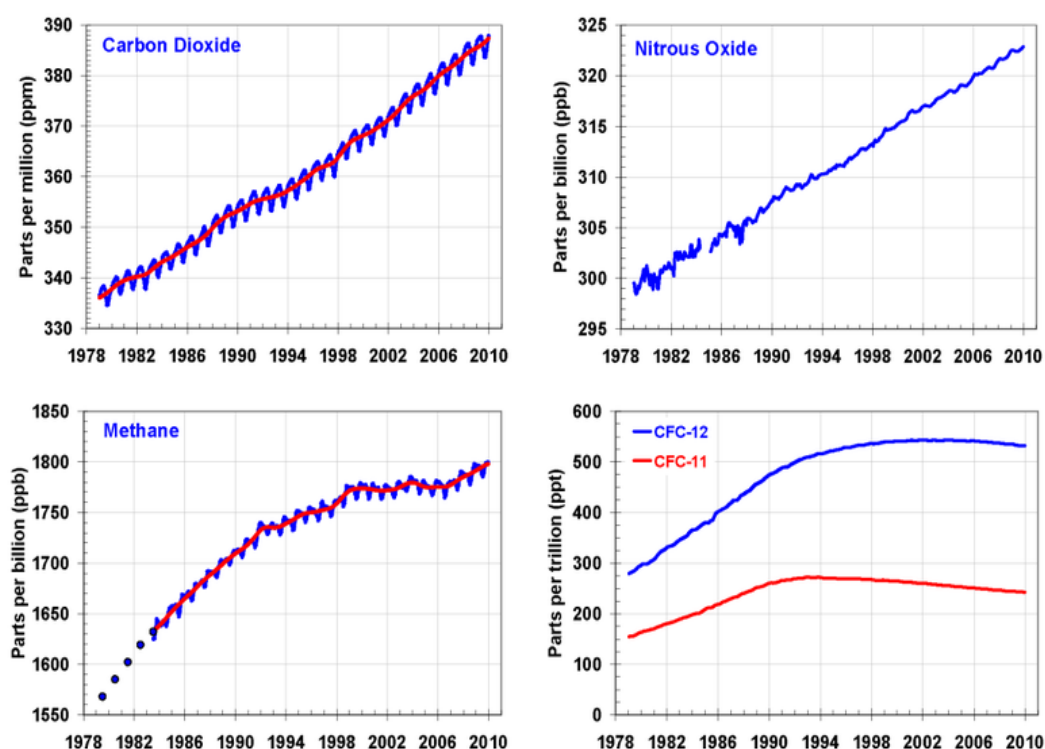 Carbon Dioxide
Parts per million (ppm)
390
380
370
360
350
340
330
1978 1982 1986 1990 1994 1998 2002 2006 2010
Nitrous Oxide
Parts per billion (ppb)
325
320
315
310
305
300
295
1978 1982 1986 1990 1994 1998 2002 2006 2010
Methane
Parts per billion (ppb)
1850
1800
1750
1700
1650
1600
1550
1978 1982 1986 1990 1994 1998 2002 2006 2010
CFC-12
CFC-11
Parts per trillion (ppt)
600
500
400
300
200
100
0
1978 1982 1986 1990 1994 1998 2002 2006 2010